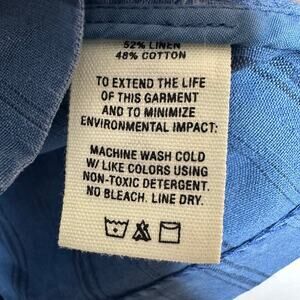 52% LINEN
48% COTTON
TO EXTEND THE LIFE
OF THIS GARMENT
AND TO MINIMIZE
ENVIRONMENTAL IMPACT:
MACHINE WASH COLD
W/ LIKE COLORS USING
NON-TOXIC DETERGENT.
NO BLEACH. LINE DRY.